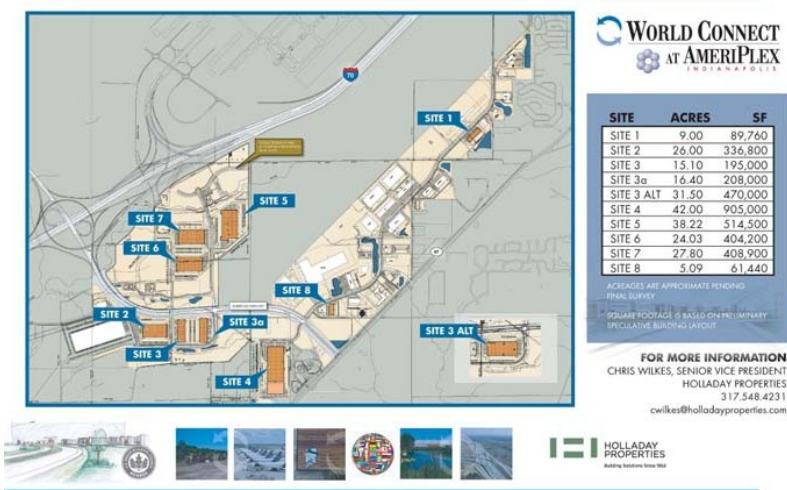 WORLD CONNECT
AT AMERIPLEX
INDIANAPOLIS
70
SITE 1
SITE 5
SITE 7
SITE 6
SITE 8
SITE 2
SITE 3a
SITE 3
SITE 3 ALT
SITE 4
67
SITE ACRES SF
SITE 1 9.00 89,760
SITE 2 26.00 336,800
SITE 3 15.10 195,000
SITE 3a 16.40 208,000
SITE 3 ALT 31.50 470,000
SITE 4 42.00 905,000
SITE 5 38.22 514,500
SITE 6 24.03 404,200
SITE 7 27.80 408,900
SITE 8 5.09 61,440
ACREAGES ARE APPROXIMATE PENDING
FINAL SURVEY
SQUARE FOOTAGE IS BASED ON PRELIMINARY
SPECULATIVE BUILDING LAYOUT
FOR MORE INFORMATION
CHRIS WILKES, SENIOR VICE PRESIDENT
HOLLADAY PROPERTIES
317.548.4231
cwilkes@holladayproperties.com
HOLLADAY
PROPERTIES
Building Solutions Since 1952